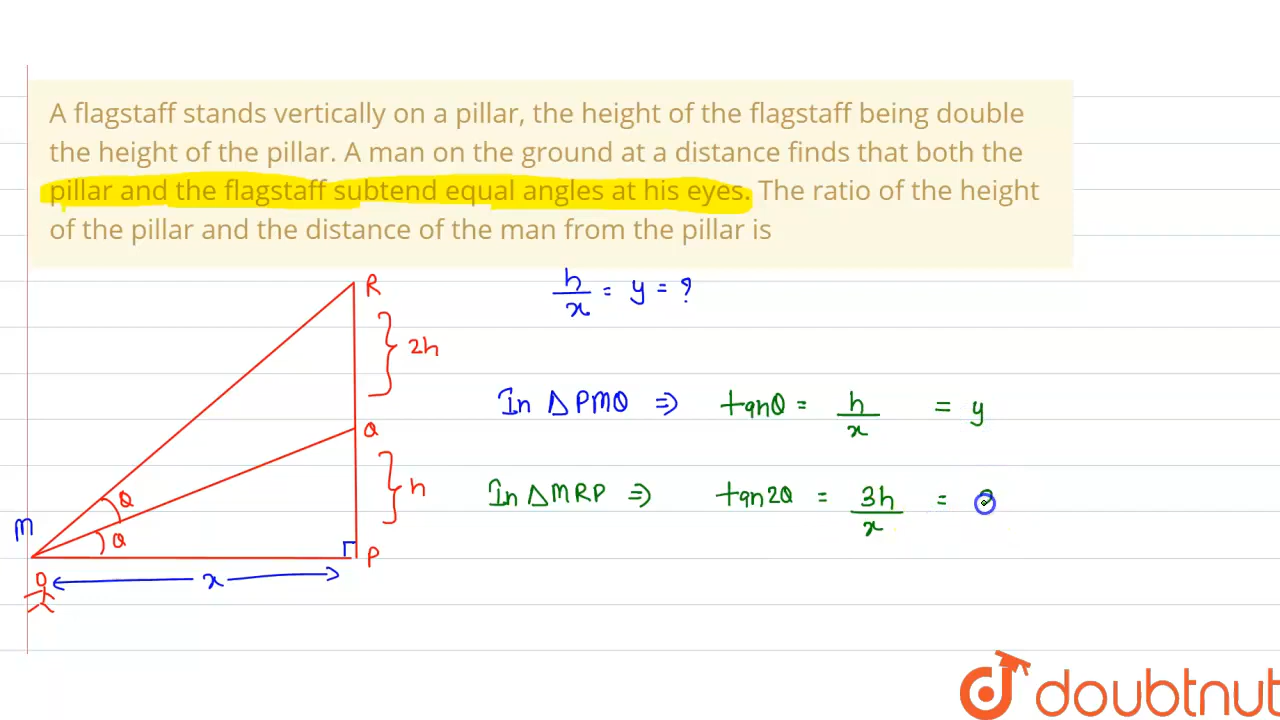 A flagstaff stands vertically on a pillar, the height of the flagstaff being double
the height of the pillar. A man on the ground at a distance finds that both the
pillar and the flagstaff subtend equal angles at his eyes. The ratio of the height
of the pillar and the distance of the man from the pillar is
h/x = y = ?
R
2h
In △PMQ ⇒ tanθ = h/x = y
Q
h
In △MRP ⇒ tan2θ = 3h/x =
θ
M
θ
P
x
doubtnut